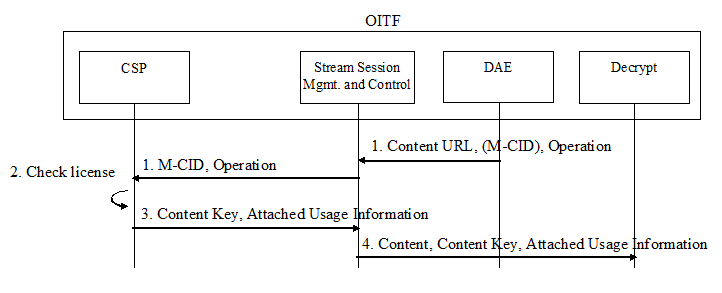 OITF
CSP
Stream Session
Mgmt. and Control
DAE
Decrypt
1. Content URL, (M-CID), Operation
1. M-CID, Operation
2. Check license
3. Content Key, Attached Usage Information
4. Content, Content Key, Attached Usage Information